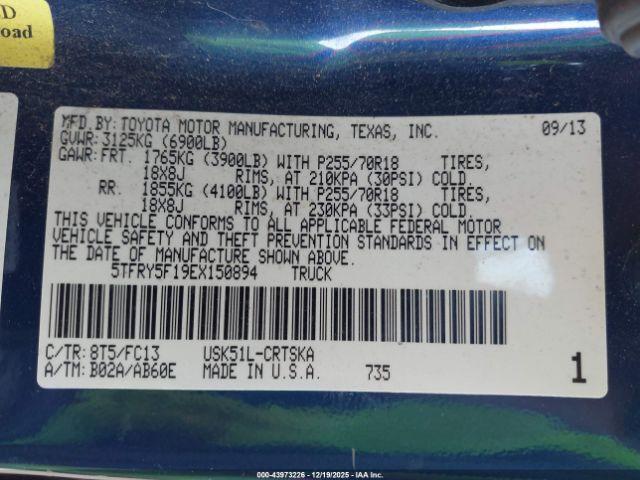 D
oad
MFD.BY:TOYOTA MOTOR MANUFACTURING, TEXAS, INC. 09/13
GVWR:3125KG (6900LB)
GAWR:FRT. 1765KG (3900LB) WITH P255/70R18 TIRES,
18X8J RIMS, AT 210KPA (30PSI) COLD
RR. 1855KG (4100LB) WITH P255/70R18 TIRES,
18X8J RIMS, AT 230KPA (33PSI) COLD.
THIS VEHICLE CONFORMS TO ALL APPLICABLE FEDERAL MOTOR
VEHICLE SAFETY AND THEFT PREVENTION STANDARDS IN EFFECT ON
THE DATE OF MANUFACTURE SHOWN ABOVE.
5TFRY5F19EX150894 TRUCK
C/TR:8T5/FC13 USK51L-CRTSKA
A/TM:B02A/AB60E MADE IN U.S.A. 735 1
000-43973226 - 12/19/2025 - IAA Inc.